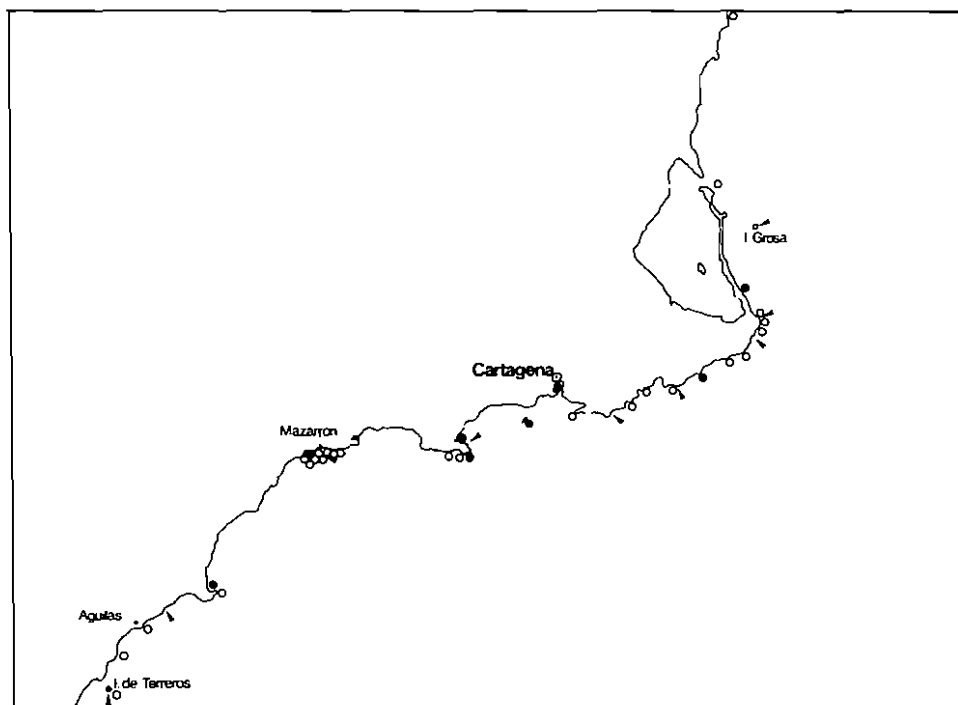 I Grosa
Cartagena
Mazarron
Aguilas
I. de Terreros